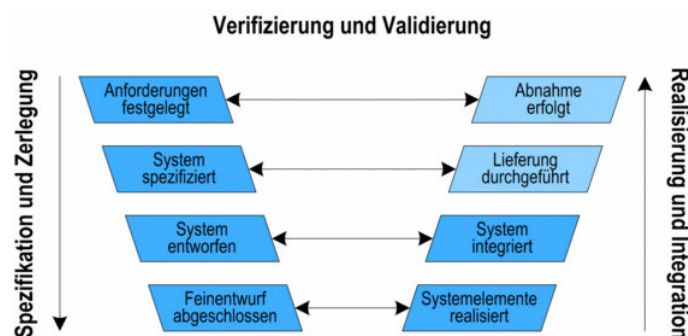 Verifizierung und Validierung
Spezifikation und Zerlegung
Anforderungen
festgelegt
Abnahme
erfolgt
System
spezifiziert
Lieferung
durchgeführt
System
entworfen
System
integriert
Feinentwurf
abgeschlossen
Systemelemente
realisiert
Realisierung und Integration